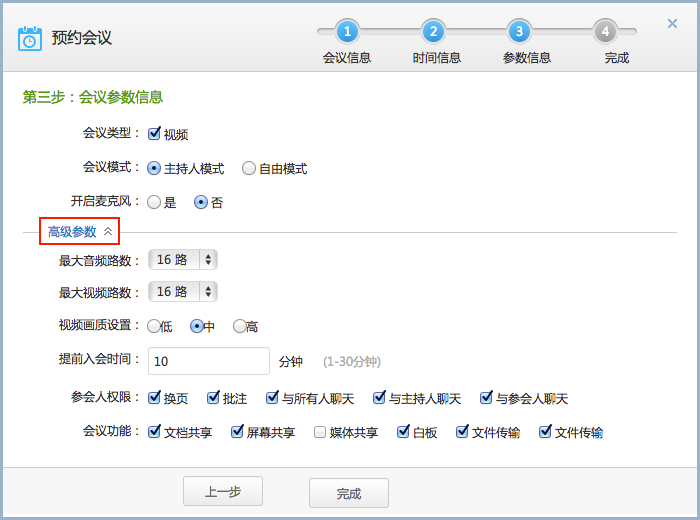 预约会议
1 2 3 4
会议信息 时间信息 参数信息 完成
第三步：会议参数信息
会议类型： 视频
会议模式： 主持人模式 自由模式
开启麦克风： 是 否
高级参数
最大音频路数： 16 路
最大视频路数： 16 路
视频画质设置： 低 中 高
提前入会时间： 10 分钟 (1-30分钟)
参会人权限： 换页 批注 与所有人聊天 与主持人聊天 与参会人聊天
会议功能： 文档共享 屏幕共享 媒体共享 白板 文件传输 文件传输
上一步 完成